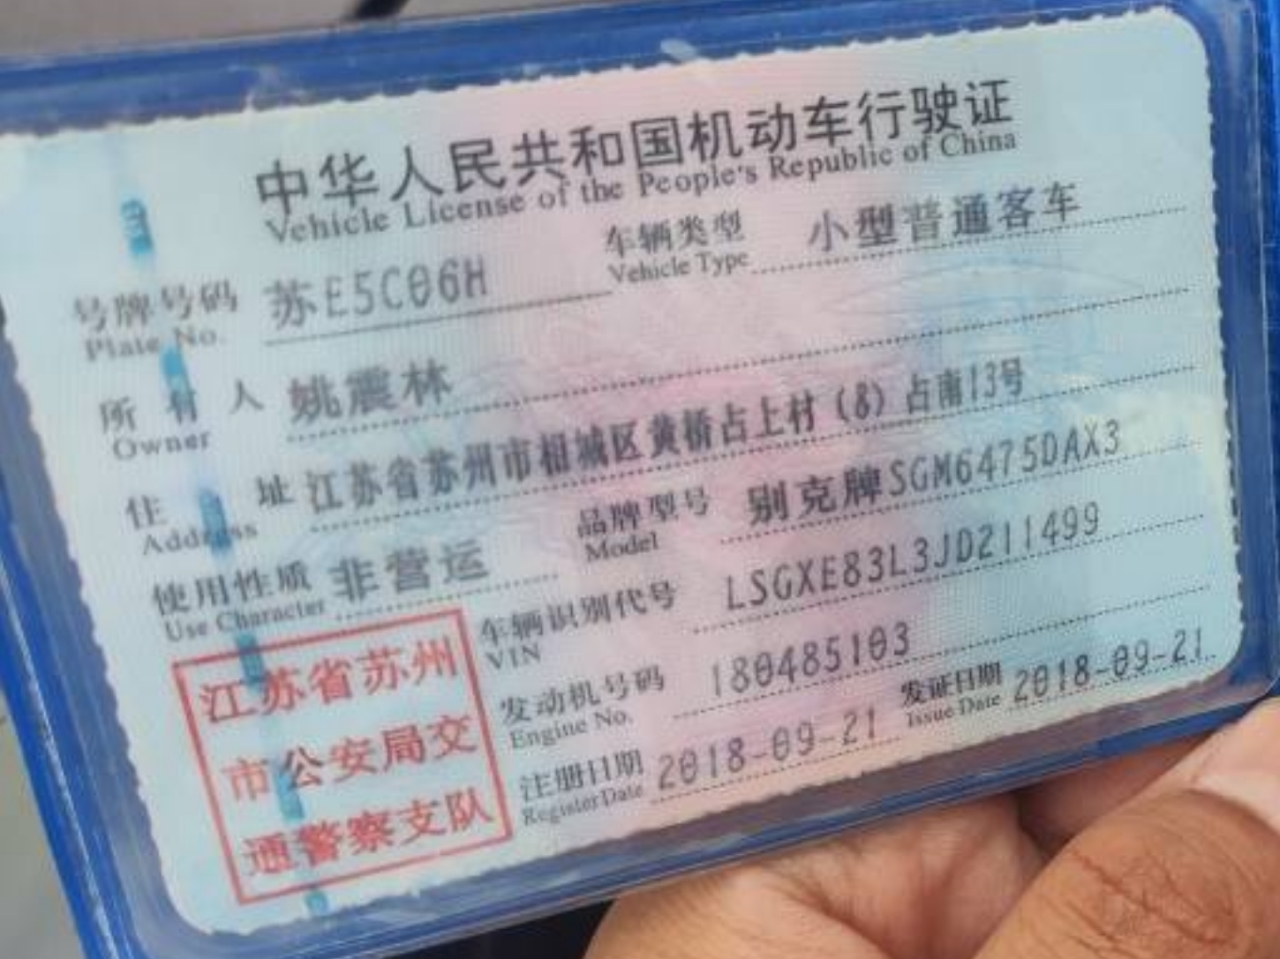 中华人民共和国机动车行驶证
Vehicle License of the People's Republic of China
号牌号码 苏E5C06H 车辆类型 小型普通客车
Plate No. Vehicle Type
所有人 姚震林
Owner
住址 江苏省苏州市相城区黄桥占上村（8）占南13号
Address
使用性质 非营运 品牌型号 别克牌SGM6475DAX3
Use Character Model
车辆识别代号 LSGXE83L3JD211499
VIN
发动机号码 180485103
Engine No.
注册日期 2018-09-21 发证日期 2018-09-21
Register Date Issue Date
江苏省苏州
市公安局交
通警察支队